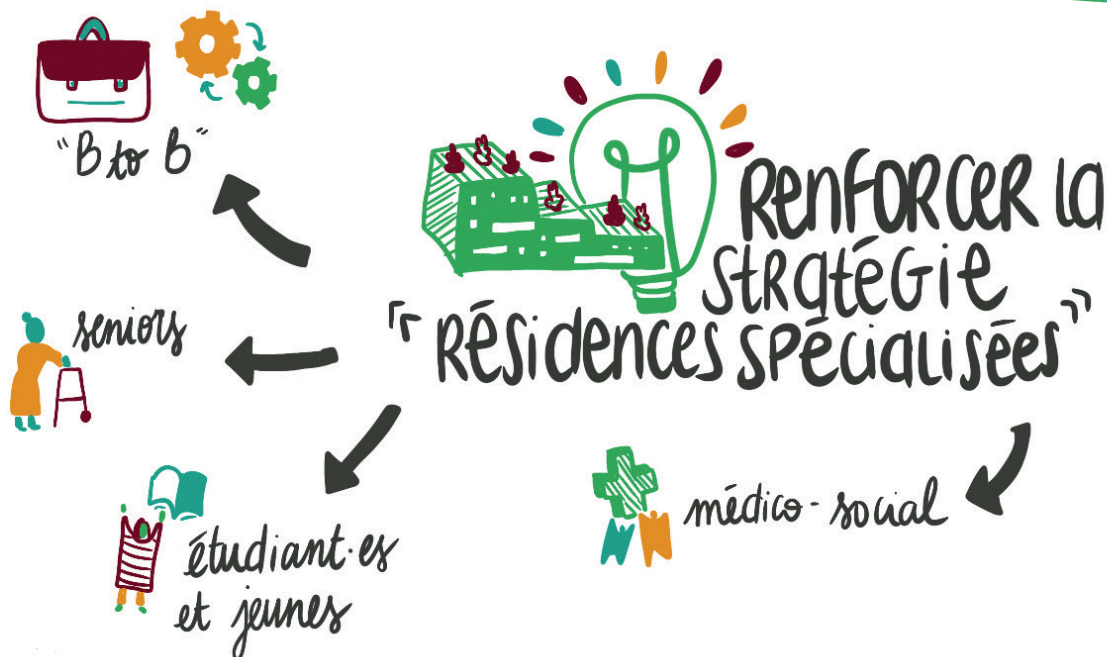 "B to B"
RENFORCER la
STRATÉGIE
"RÉSIDENCES SPÉCIALISÉES"
seniors
médico-social
étudiant·es
et jeunes